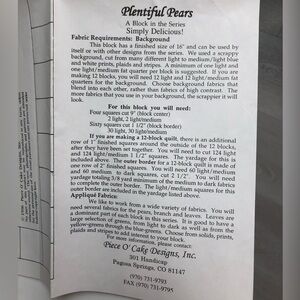 Plentiful Pears
A Block in the Series
Simply Delicious!
Fabric Requirements: Background
This block has a finished size of 16" and can be used by
itself or with other designs from the series. We used a scrappy
background, cut from many different light to medium/light blue
and white prints, plaids and stripes. A minimum of one light and
one light/medium fat quarter per block is suggested. If you are
making 12 blocks, you will need 12 light and 12 light/medium fat
quarters for the background. Choose background fabrics that
blend into each other, rather than fabrics of high contrast. The
more fabrics that you use in your background, the scrappier it will
look.
For this block you will need:
Four squares cut 9" (block center)
2 light, 2 light/medium
Sixty squares cut 1 1/2" (block border)
30 light, 30 light/medium
If you are making a 12-block quilt, there is an additional
row of 1" finished squares around the outside of the 12 blocks,
after they have been set together. You will need to cut 124 light
and 124 light/medium 1 1/2" squares. The yardage for this is
included above. The outer border for a 12-block quilt is made of
one row of 2" finished squares. You will need 60 light/medium
and 60 medium to dark squares, cut 2 1/2". You will need
yardage totaling 3/8 yard minimum of the medium to dark fabrics
to complete the outer border. The light/medium squares for this
outer border are included in the yardage listed above.
Appliqué Fabrics:
We like to work from a wide variety of fabrics. You will
need several fabrics for the pears, branch and leaves. Leaves are
a dominant part of each block in this series. It is good to have a
large selection of greens, from light to dark as well as from the
yellow-greens through the blue-greens. Choose from solids, prints,
plaids and stripes to add interest to your block.
For more information, please contact:
Piece O' Cake Designs, Inc.
301 Handicap
Pagosa Springs, CO 81147
(970) 731-9793
FAX (970) 731-9795